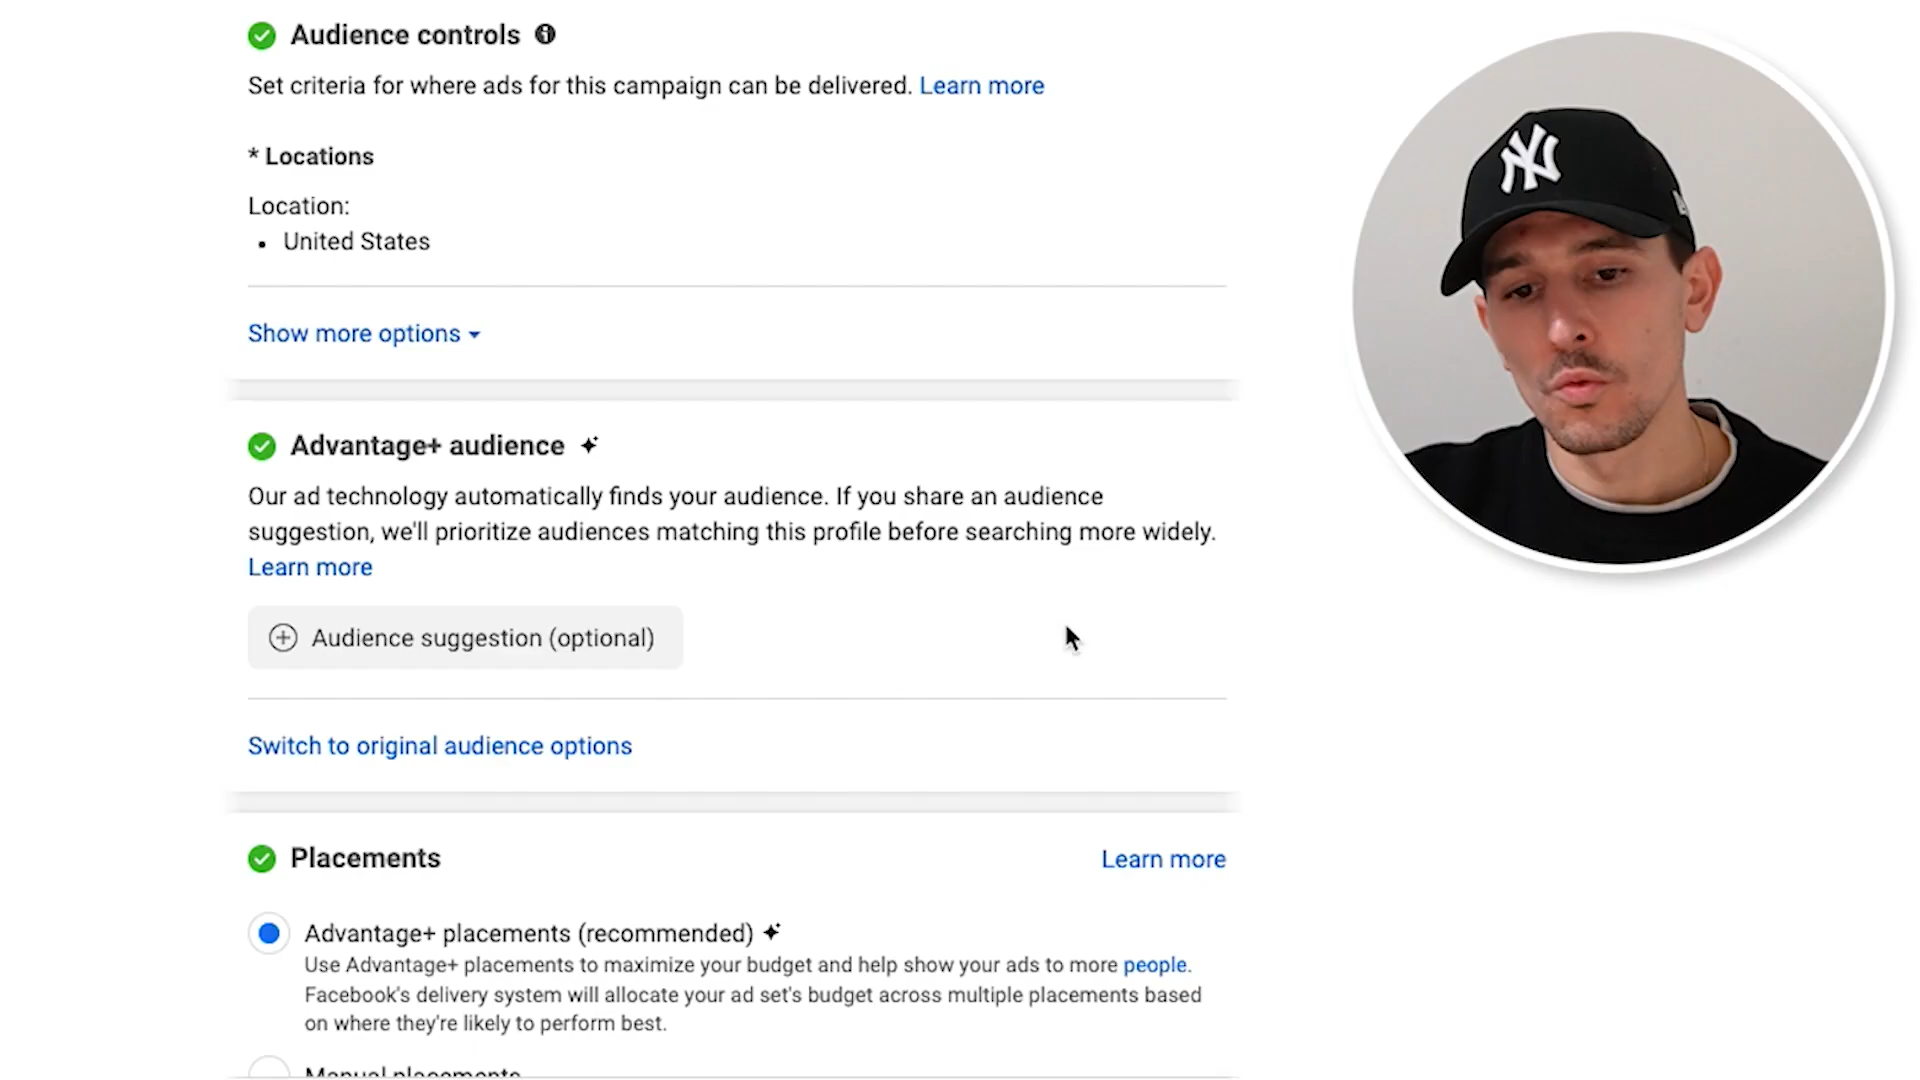 Audience controls
Set criteria for where ads for this campaign can be delivered. Learn more
* Locations
Location:
• United States
Show more options
Advantage+ audience
Our ad technology automatically finds your audience. If you share an audience
suggestion, we'll prioritize audiences matching this profile before searching more widely.
Learn more
Audience suggestion (optional)
Switch to original audience options
Placements
Learn more
Advantage+ placements (recommended)
Use Advantage+ placements to maximize your budget and help show your ads to more people.
Facebook's delivery system will allocate your ad set's budget across multiple placements based
on where they're likely to perform best.
Manual placements
NY